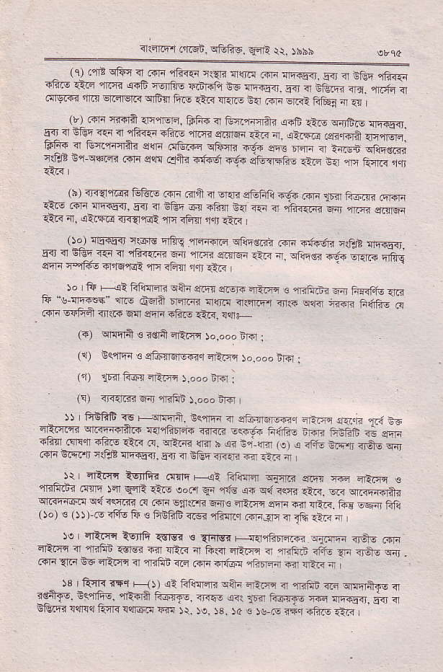 বাংলাদেশ গেজেট, অতিরিক্ত, জুলাই ২২, ১৯৯৯ ৩৮৭৫
(৭) পোষ্ট অফিস বা কোন পরিবহন সংস্থার মাধ্যমে কোন মাদকদ্রব্য, দ্রব্য বা উদ্ভিদ পরিবহন
করিতে হইলে পাসের একটি সত্যায়িত ফটোকপি উক্ত মাদকদ্রব্য, দ্রব্য বা উদ্ভিদের বাক্স, পার্সেল বা
মোড়কের গায়ে ভালোভাবে আটিয়া দিতে হইবে যাহাতে উহা কোন ভাবেই বিচ্ছিন্ন না হয়।
(৮) কোন সরকারী হাসপাতাল, ক্লিনিক বা ডিসপেনসারীর একটি হইতে অন্যটিতে মাদকদ্রব্য,
দ্রব্য বা উদ্ভিদ বহন বা পরিবহন করিতে পাসের প্রয়োজন হইবে না, এইক্ষেত্রে প্রেরণকারী হাসপাতাল,
ক্লিনিক বা ডিসপেনসারীর প্রধান মেডিকেল অফিসার কর্তৃক প্রদত্ত চালান বা ইনডেন্ট অধিদপ্তরের
সংশ্লিষ্ট উপ-অঞ্চলের কোন প্রথম শ্রেণীর কর্মকর্তা কর্তৃক প্রতিস্বাক্ষরিত হইলে উহা পাস হিসাবে গণ্য
হইবে।
(৯) ব্যবস্থাপত্রের ভিত্তিতে কোন রোগী বা তাহার প্রতিনিধি কর্তৃক কোন খুচরা বিক্রয়ের দোকান
হইতে কোন মাদকদ্রব্য, দ্রব্য বা উদ্ভিদ ক্রয় করিয়া উহা বহন বা পরিবহনের জন্য পাসের প্রয়োজন
হইবে না, এইক্ষেত্রে ব্যবস্থাপত্রই পাস বলিয়া গণ্য হইবে।
(১০) মাদ্রকদ্রব্য সংক্রান্ত দায়িত্ব পালনকালে অধিদপ্তরের কোন কর্মকর্তার সংশ্লিষ্ট মাদকদ্রব্য,
দ্রব্য বা উদ্ভিদ বহন বা পরিবহনের জন্য পাসের প্রয়োজন হইবে না, অধিদপ্তর কর্তৃক তাহাকে দায়িত্ব
প্রদান সম্পর্কিত কাগজপত্রই পাস বলিয়া গণ্য হইবে।
১০। ফি।—এই বিধিমালার অধীন প্রদেয় প্রত্যেক লাইসেন্স ও পারমিটের জন্য নিম্নবর্ণিত হারে
ফি "৬-মাদকশুল্ক" খাতে ট্রেজারী চালানের মাধ্যমে বাংলাদেশ ব্যাংক অথবা সরকার নির্ধারিত যে
কোন তফসিলী ব্যাংকে জমা প্রদান করিতে হইবে, যথাঃ—
(ক) আমদানী ও রপ্তানী লাইসেন্স ১০,০০০ টাকা;
(খ) উৎপাদন ও প্রক্রিয়াজাতকরণ লাইসেন্স ১০,০০০ টাকা;
(গ) খুচরা বিক্রয় লাইসেন্স ১,০০০ টাকা;
(ঘ) ব্যবহারের জন্য পারমিট ১,০০০ টাকা।
১১। সিউরিটি বন্ড।—আমদানী, উৎপাদন বা প্রক্রিয়াজাতকরণ লাইসেন্স গ্রহণের পূর্বে উক্ত
লাইসেন্সের আবেদনকারীকে মহাপরিচালক বরাবরে তৎকর্তৃক নির্ধারিত টাকার সিউরিটি বন্ড প্রদান
করিয়া ঘোষণা করিতে হইবে যে, আইনের ধারা ৯ এর উপ-ধারা (৩) এ বর্ণিত উদ্দেশ্য ব্যতীত অন্য
কোন উদ্দেশ্যে সংশ্লিষ্ট মাদকদ্রব্য, দ্রব্য বা উদ্ভিদ ব্যবহার করা হইবে না।
১২। লাইসেন্স ইত্যাদির মেয়াদ।—এই বিধিমালা অনুসারে প্রদেয় সকল লাইসেন্স ও
পারমিটের মেয়াদ ১লা জুলাই হইতে ৩০শে জুন পর্যন্ত এক অর্থ বৎসর হইবে, তবে আবেদনকারীর
আবেদনক্রমে অর্থ বৎসরের যে কোন ভগ্নাংশের জন্যও লাইসেন্স প্রদান করা যাইবে, কিন্তু তজ্জন্য বিধি
(১০) ও (১১)-তে বর্ণিত ফি ও সিউরিটি বন্ডের পরিমাণে কোন হ্রাস বা বৃদ্ধি হইবে না।
১৩। লাইসেন্স ইত্যাদি হস্তান্তর ও স্থানান্তর।—মহাপরিচালকের অনুমোদন ব্যতীত কোন
লাইসেন্স বা পারমিট হস্তান্তর করা যাইবে না কিংবা লাইসেন্স বা পারমিটে বর্ণিত স্থান ব্যতীত অন্য
কোন স্থানে উক্ত লাইসেন্স বা পারমিট বলে কোন কার্যক্রম পরিচালনা করা যাইবে না।
১৪। হিসাব রক্ষণ।—(১) এই বিধিমালার অধীন লাইসেন্স বা পারমিট বলে আমদানীকৃত বা
রপ্তনীকৃত, উৎপাদিত, পাইকারী বিক্রয়কৃত, ব্যবহৃত এবং খুচরা বিক্রয়কৃত সকল মাদকদ্রব্য, দ্রব্য বা
উদ্ভিদের যথাযথ হিসাব যথাক্রমে ফরম ১২, ১৩, ১৪, ১৫ ও ১৬-তে রক্ষণ করিতে হইবে।